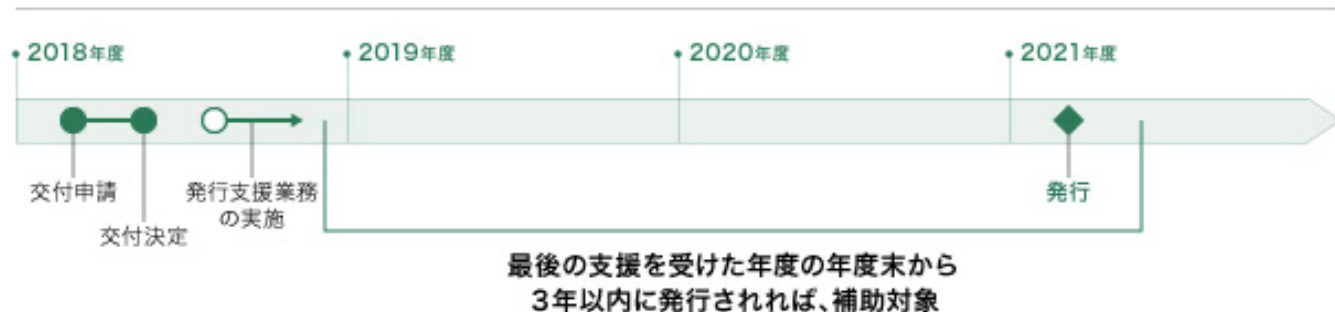 2018年度
2019年度
2020年度
2021年度
交付申請
交付決定
発行支援業務
の実施
発行
最後の支援を受けた年度の年度末から
3年以内に発行されれば、補助対象